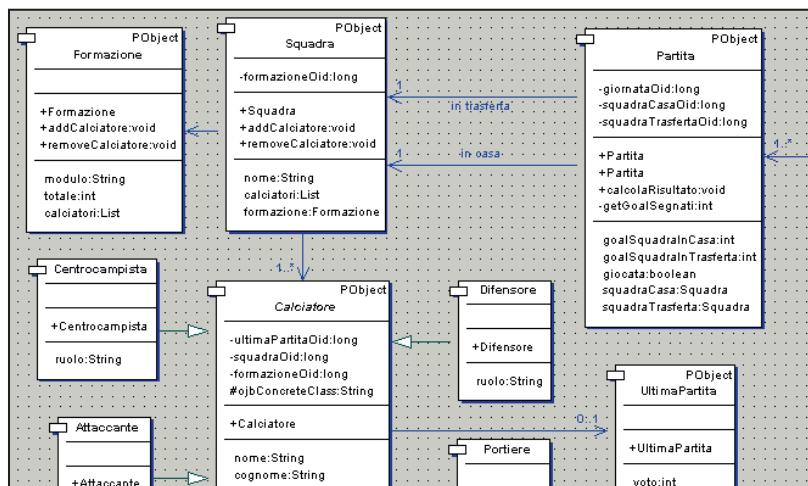 PObject
Formazione
+Formazione
+addCalciatore:void
+removeCalciatore:void
modulo:String
totale:int
calciatori:List
PObject
Squadra
-formazioneOid:long
+Squadra
+addCalciatore:void
+removeCalciatore:void
nome:String
calciatori:List
formazione:Formazione
1
in trasferta
1
in casa
PObject
Partita
-giornataOid:long
-squadraCasaOid:long
-squadraTrasfertaOid:long
+Partita
+Partita
+calcolaRisultato:void
-getGoalSegnati:int
goalSquadraInCasa:int
goalSquadraInTrasferta:int
giocata:boolean
squadraCasa:Squadra
squadraTrasferta:Squadra
1..*
1..*
Centrocampista
+Centrocampista
ruolo:String
PObject
Calciatore
-ultimaPartitaOid:long
-squadraOid:long
-formazioneOid:long
#ojbConcreteClass:String
+Calciatore
nome:String
cognome:String
Difensore
+Difensore
ruolo:String
0..1
PObject
UltimaPartita
+UltimaPartita
voto:int
Attaccante
+Attaccante
Portiere